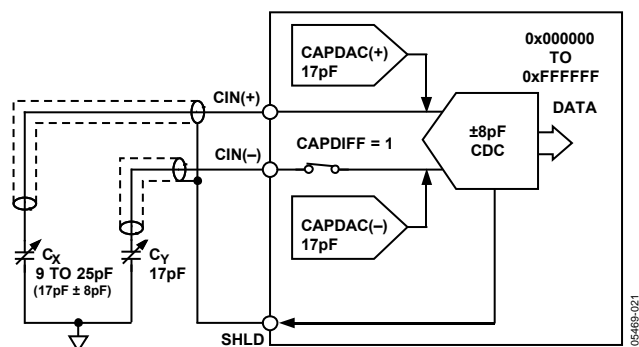 CAPDAC(+)
17pF
0x000000
TO
0xFFFFFF
DATA
CIN(+)
CAPDIFF = 1
±8pF
CDC
CIN(–)
CAPDAC(–)
17pF
CX
9 TO 25pF
(17pF ± 8pF)
CY
17pF
SHLD
05469-021